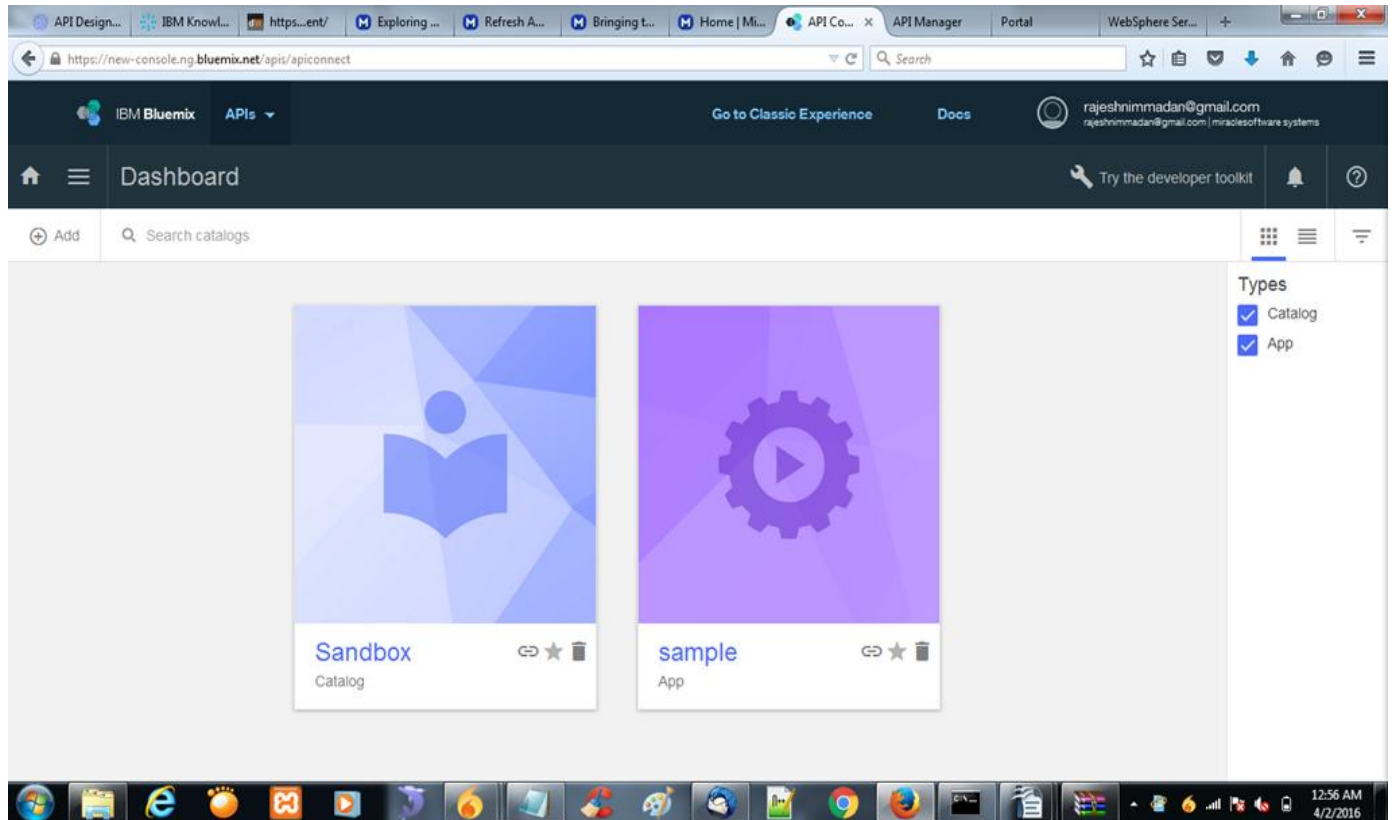 API Design...
IBM Knowl...
https...ent/
Exploring ...
Refresh A...
Bringing t...
Home | Mi...
API Co...
API Manager
Portal
WebSphere Ser...
https://new-console.ng.bluemix.net/apis/apiconnect
Search
IBM Bluemix
APIs
Go to Classic Experience
Docs
rajeshnimmadan@gmail.com
rajeshnimmadan@gmail.com | miraclesoftware systems
Dashboard
Try the developer toolkit
Add
Search catalogs
Types
Catalog
App
Sandbox
Catalog
sample
App
12:56 AM
4/2/2016